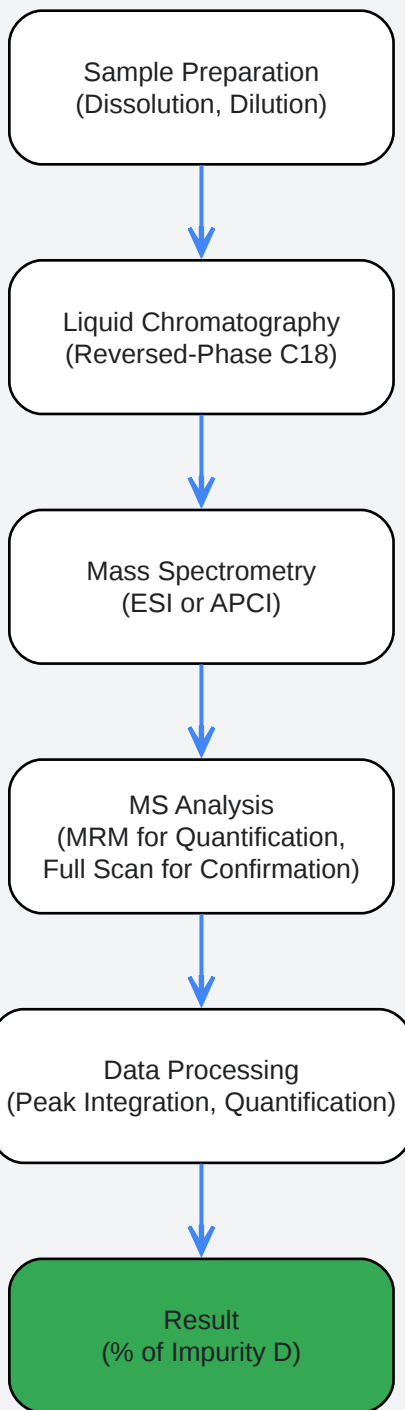 Sample Preparation
(Dissolution, Dilution)
Liquid Chromatography
(Reversed-Phase C18)
Mass Spectrometry
(ESI or APCI)
MS Analysis
(MRM for Quantification,
Full Scan for Confirmation)
Data Processing
(Peak Integration, Quantification)
Result
(% of Impurity D)